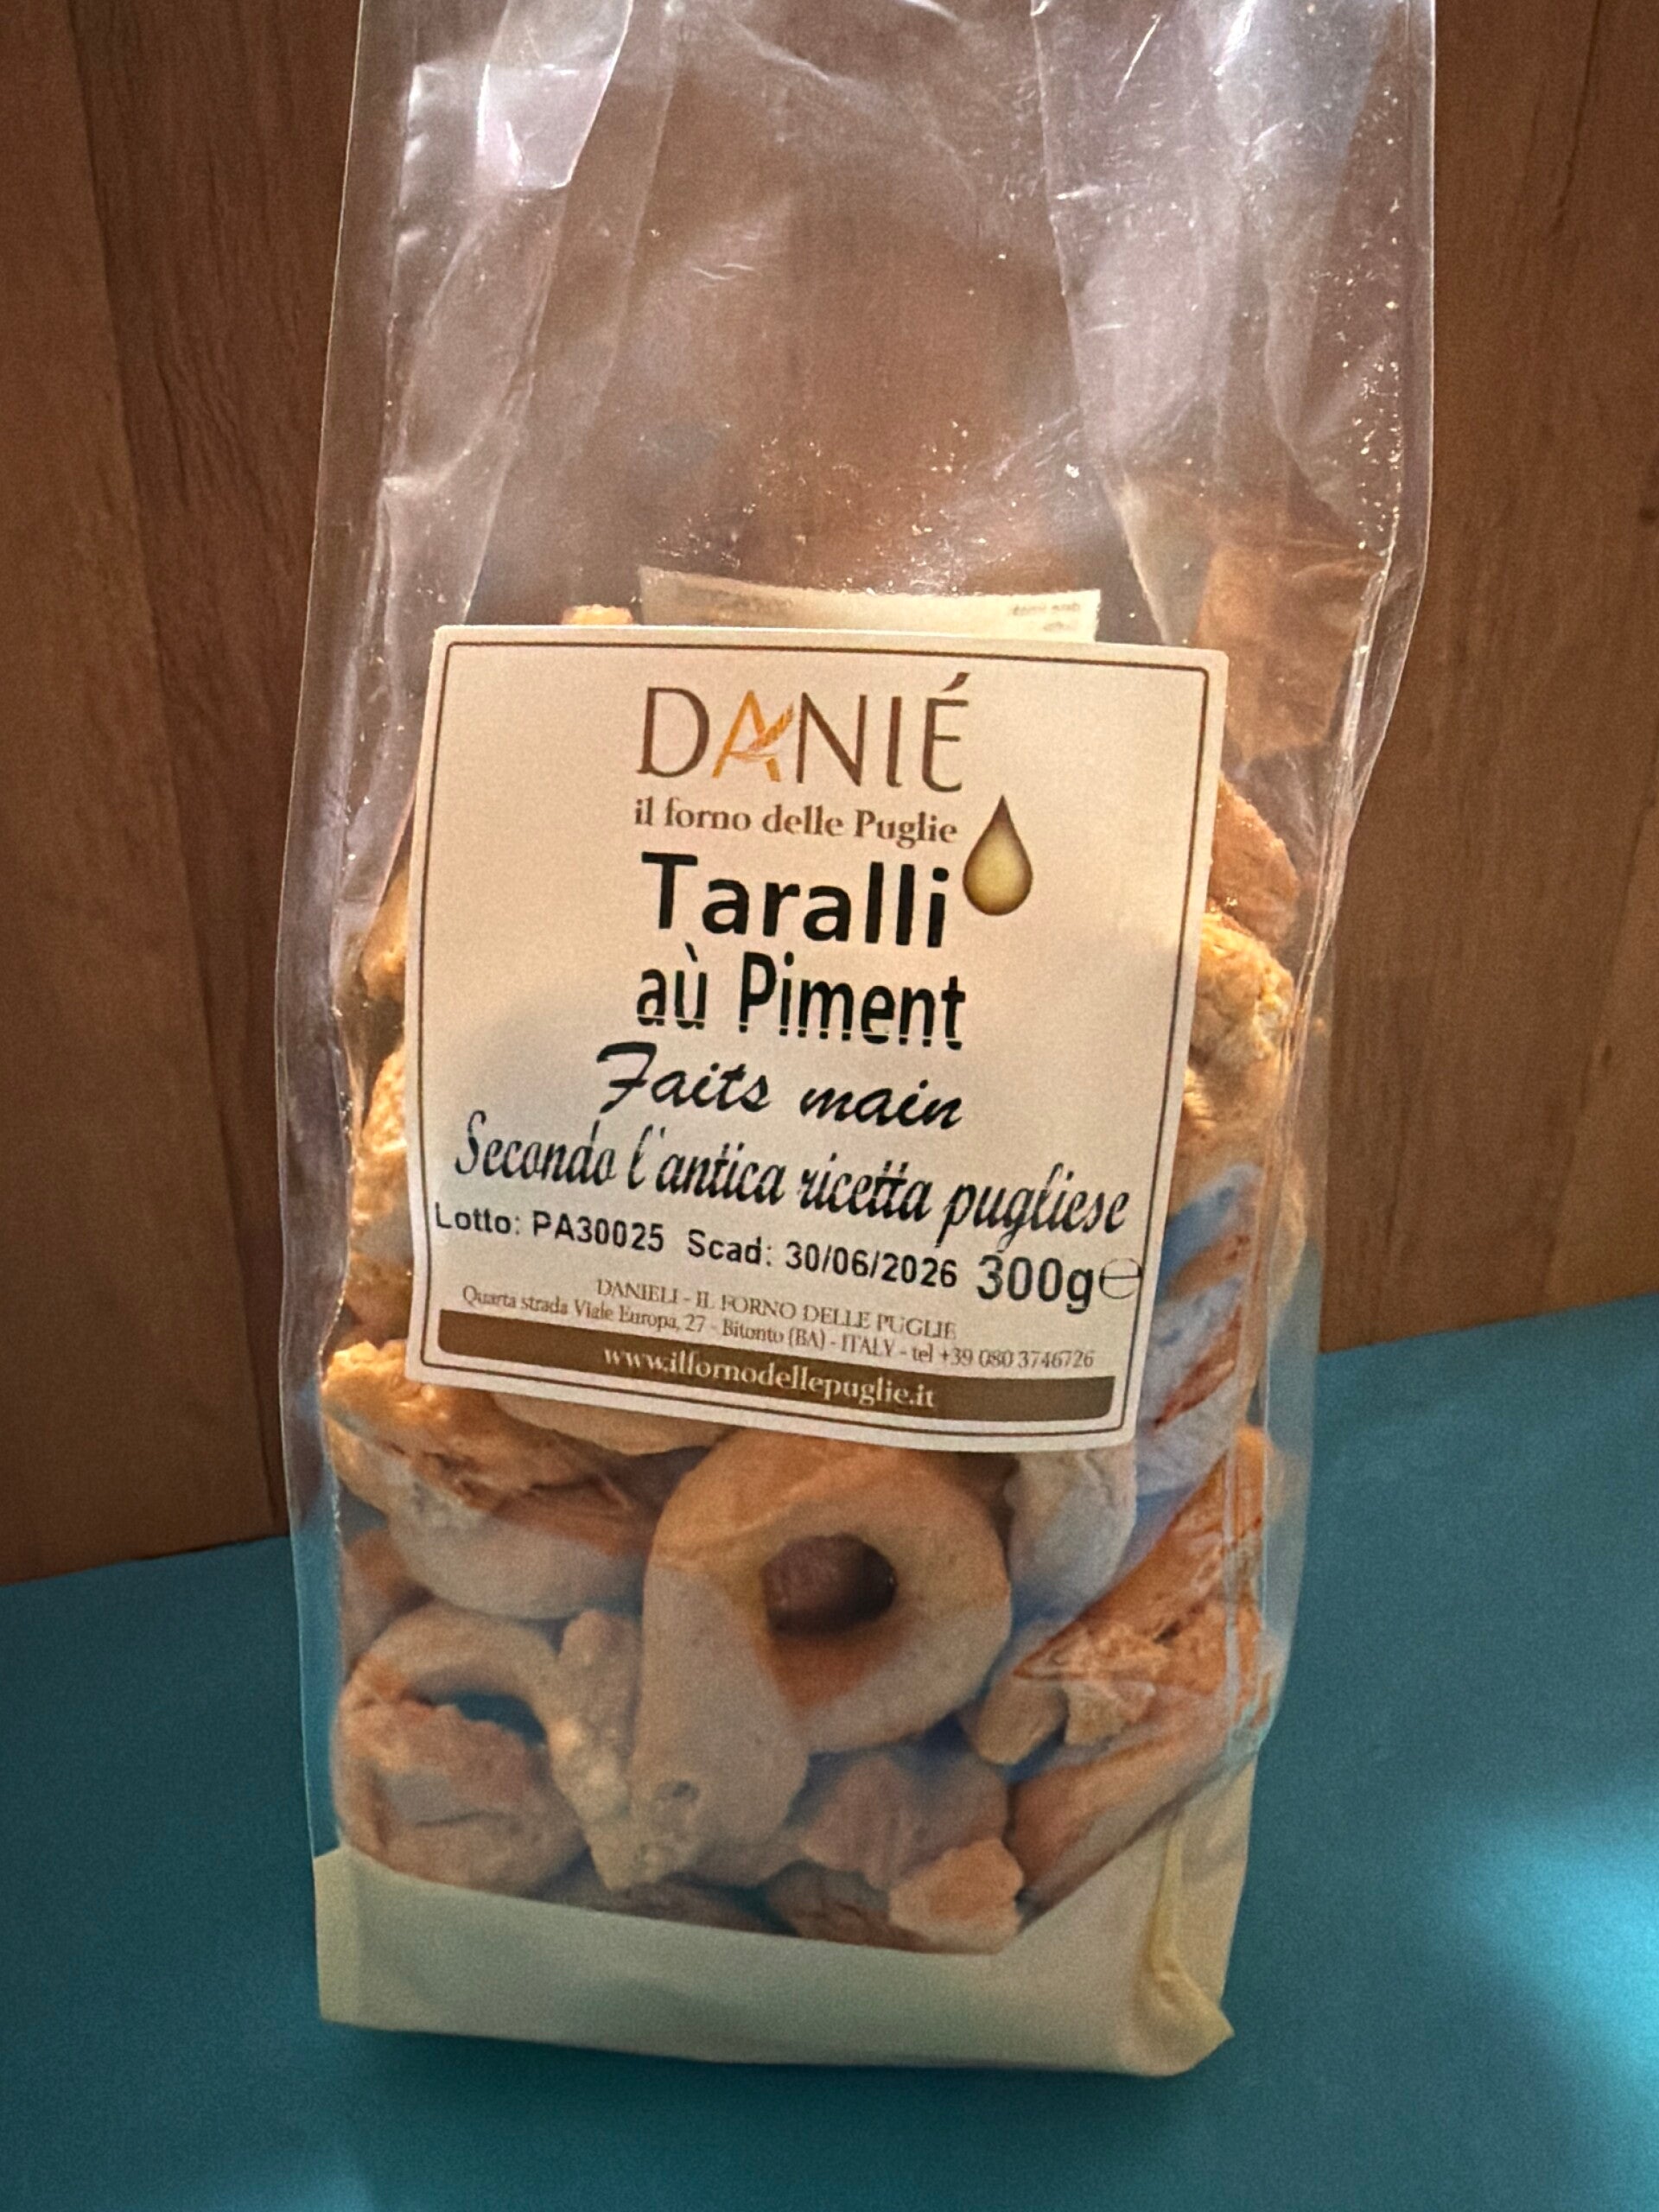 DANIÉ
il forno delle Puglie
Taralli
aù Piment
Faits main
Secondo l'antica ricetta pugliese
Lotto: PA30025 Scad: 30/06/2026 300g℮
DANIELI - IL FORNO DELLE PUGLIE
Quarta strada Viale Europa, 27 - Bitonto (BA) - ITALY - tel +39 080 3746726
www.ilfornodellepuglie.it